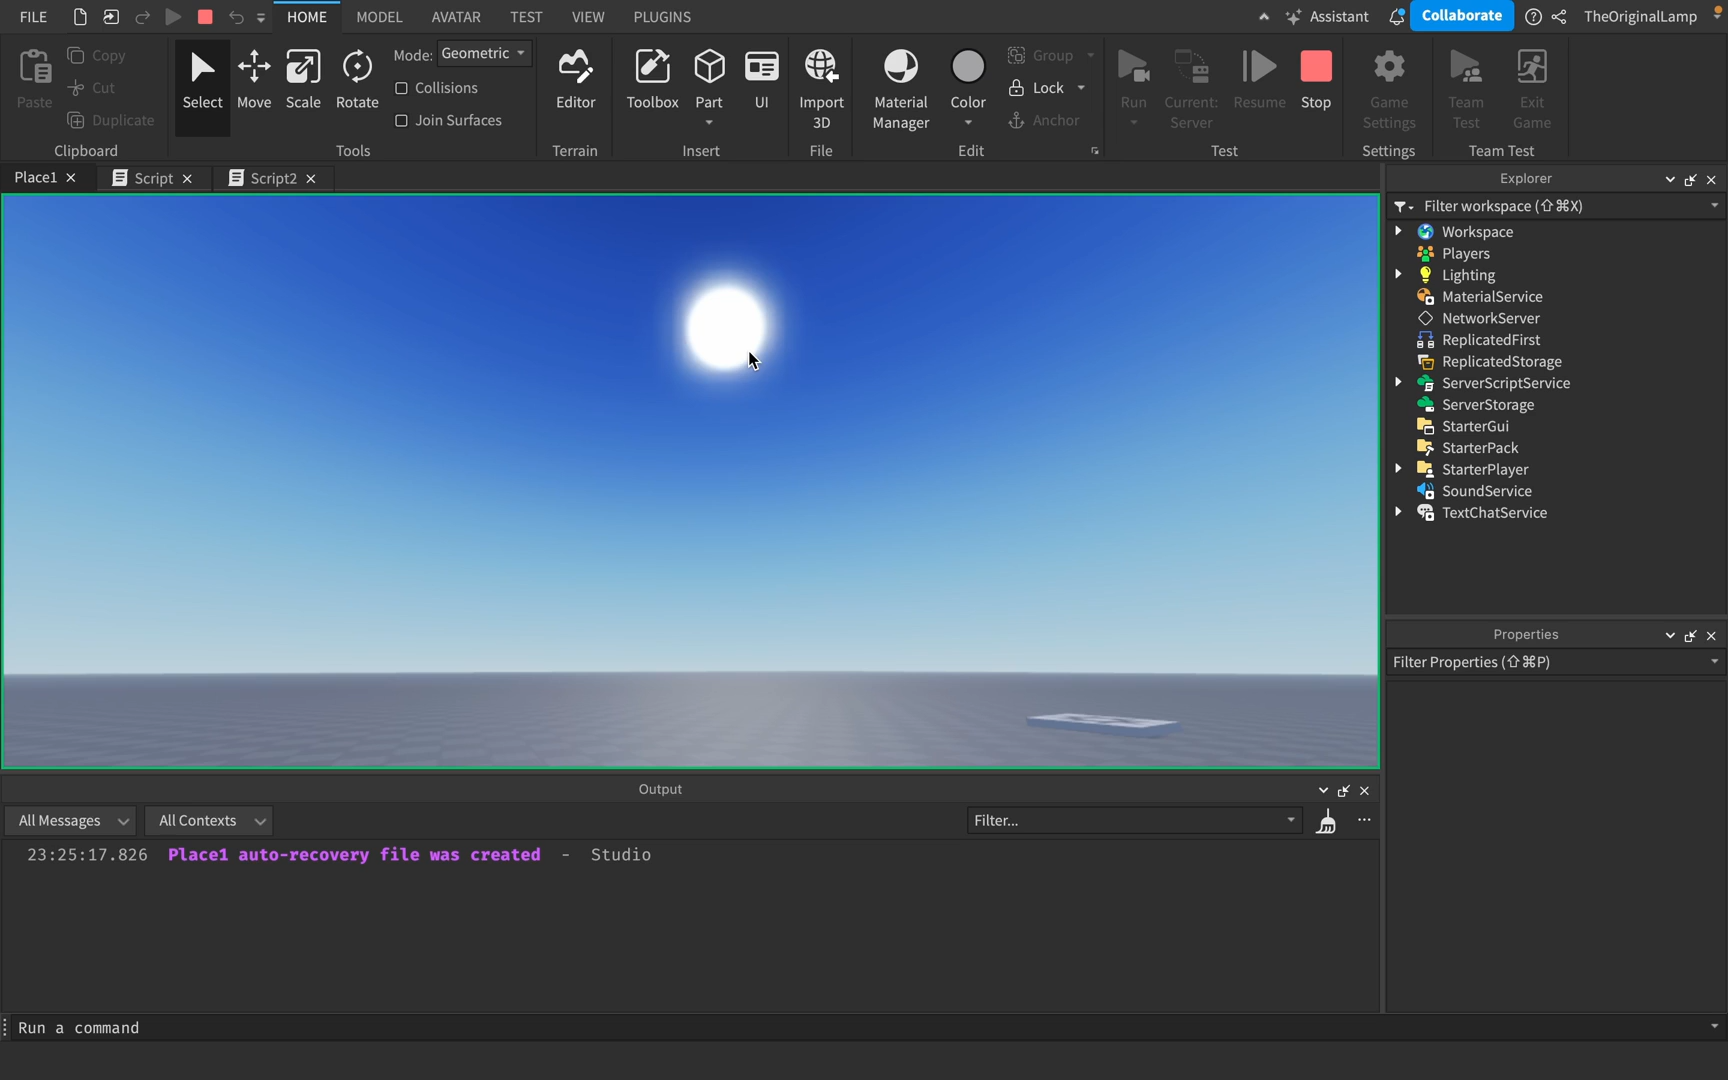 FILE HOME MODEL AVATAR TEST VIEW PLUGINS Assistant Collaborate TheOriginalLamp
Paste
Copy
Cut
Duplicate
Clipboard
Select
Move
Scale
Rotate
Mode: Geometric
Collisions
Join Surfaces
Tools
Editor
Terrain
Toolbox
Part
UI
Insert
Import
3D
File
Material
Manager
Color
Group
Lock
Anchor
Edit
Run
Current:
Server
Resume
Stop
Test
Game
Settings
Settings
Team
Test
Exit
Game
Team Test
Place1
Script
Script2
Explorer
Filter workspace (⇧⌘X)
Workspace
Players
Lighting
MaterialService
NetworkServer
ReplicatedFirst
ReplicatedStorage
ServerScriptService
ServerStorage
StarterGui
StarterPack
StarterPlayer
SoundService
TextChatService
Properties
Filter Properties (⇧⌘P)
Output
All Messages
All Contexts
Filter...
23:25:17.826 Place1 auto-recovery file was created - Studio
Run a command